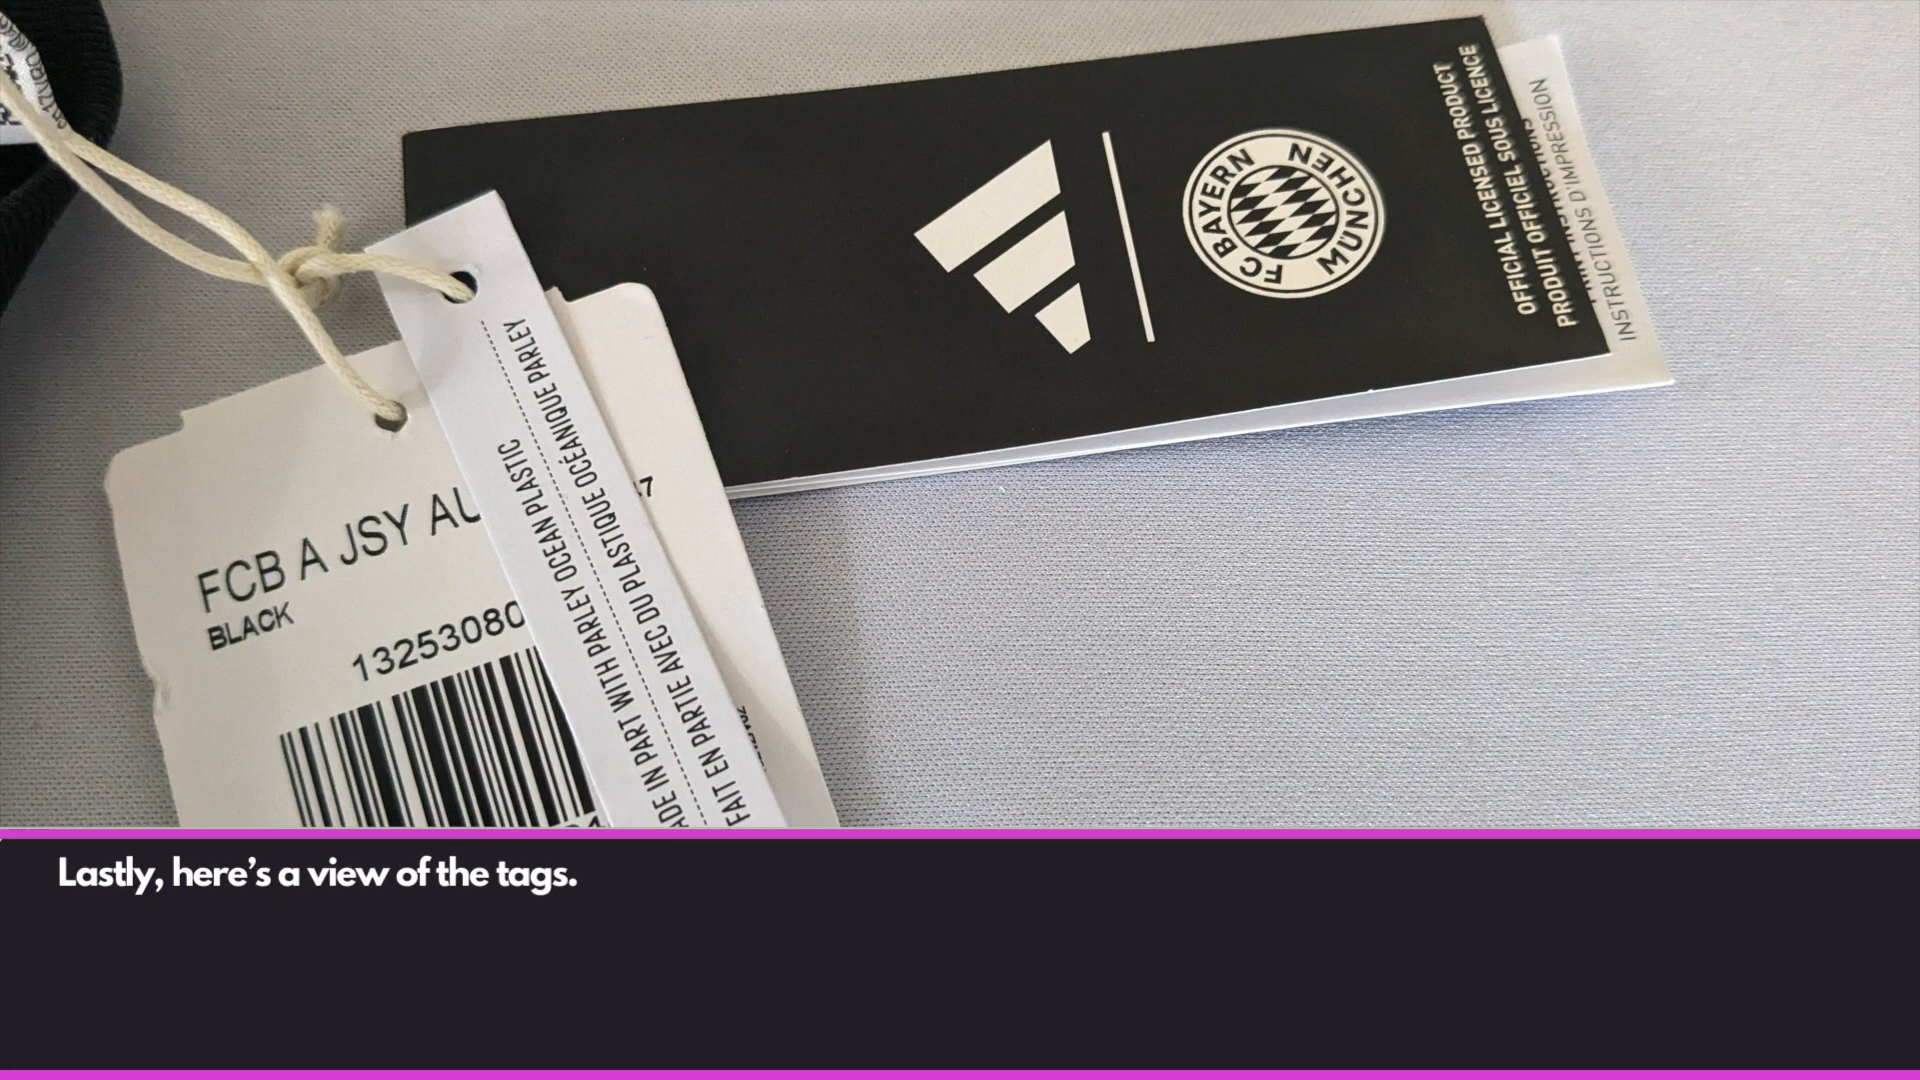 OFFICIAL LICENSED PRODUCT
PRODUIT OFFICIEL SOUS LICENCE
INSTRUCTIONS D'IMPRESSION
FC BAYERN MÜNCHEN
MADE IN PART WITH PARLEY OCEAN PLASTIC
FAIT EN PARTIE AVEC DU PLASTIQUE OCÉANIQUE PARLEY
FCB A JSY AU
BLACK
13253080
Lastly, here's a view of the tags.